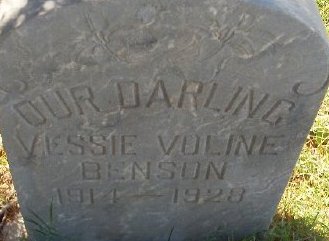 OUR DARLING
VESSIE VOLINE
BENSON
1914 — 1928